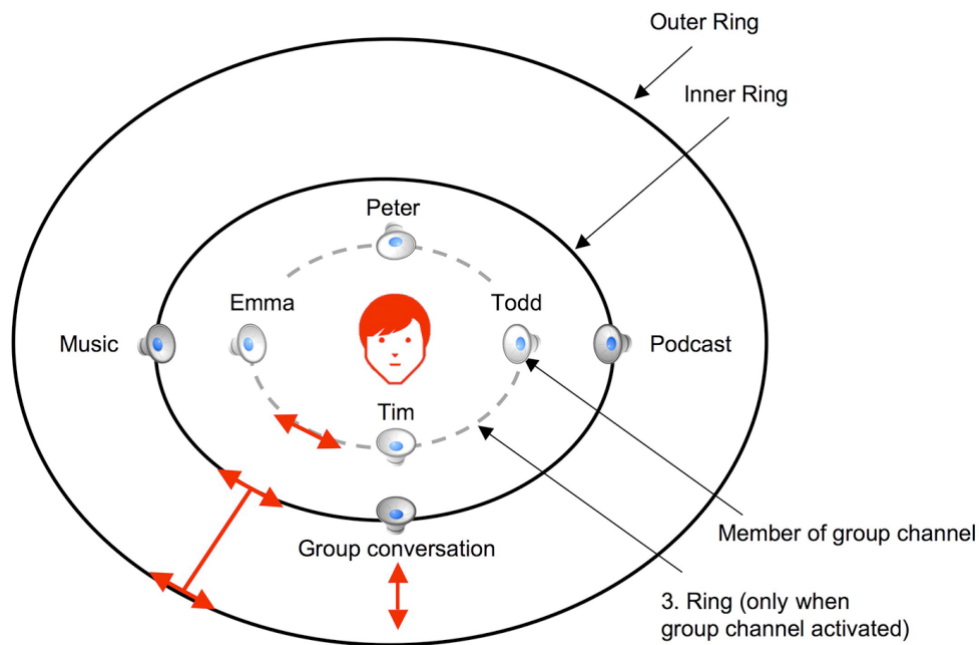 Outer Ring
Inner Ring
Peter
Emma
Todd
Music
Podcast
Tim
Member of group channel
Group conversation
3. Ring (only when
group channel activated)